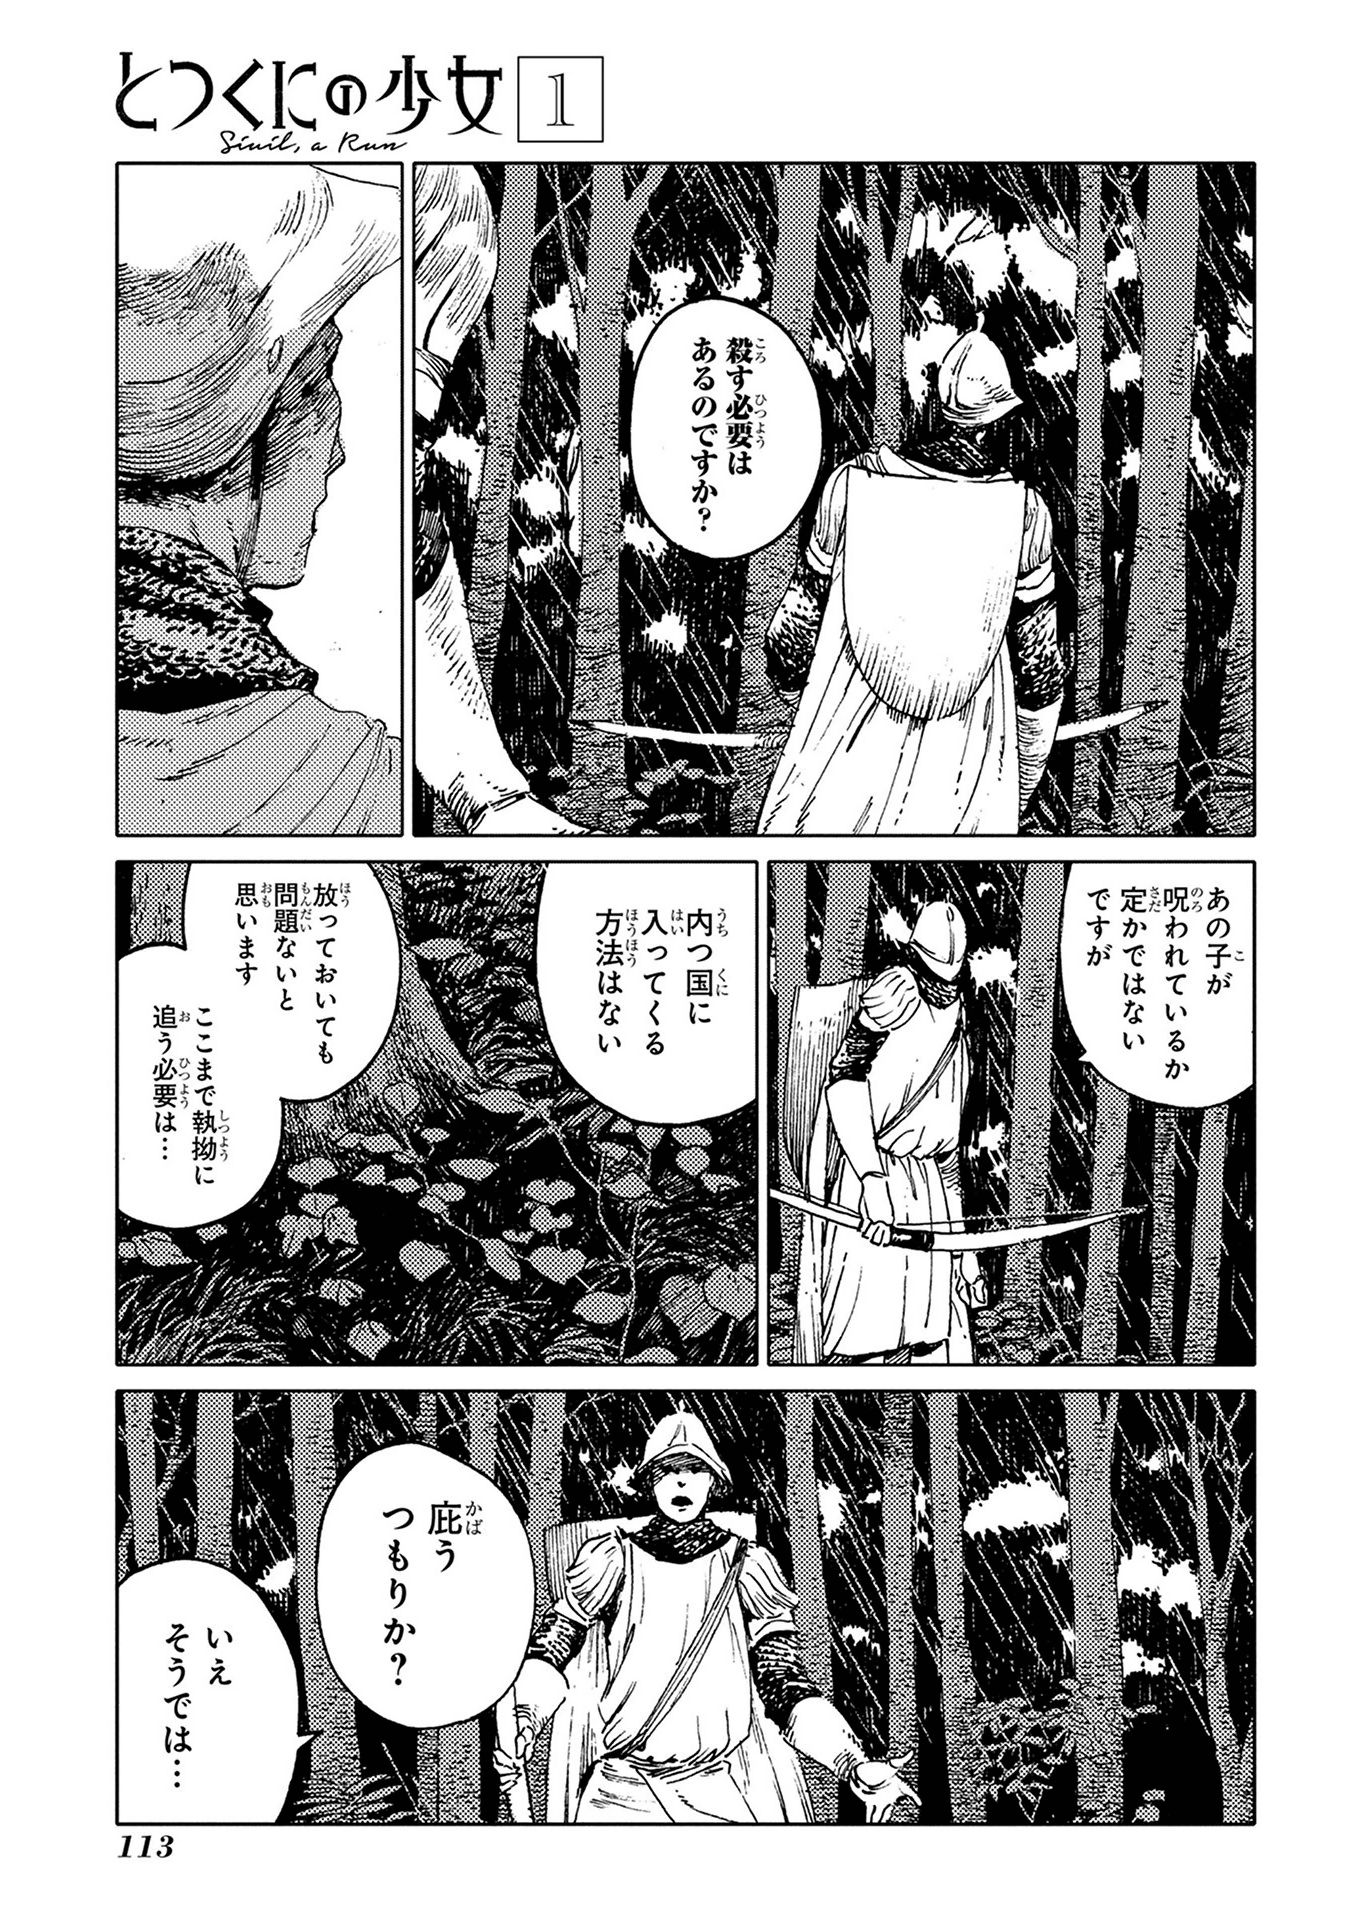 とつくにの少女
1
Siúil, a Rún
殺す必要は
あるのですか？
あの子が
呪われているか
定かではない
ですが
内つ国に
入ってくる
方法はない
放っておいても
問題ないと
思います
ここまで執拗に
追う必要は…
庇う
つもりか？
いえ
そうでは…
113